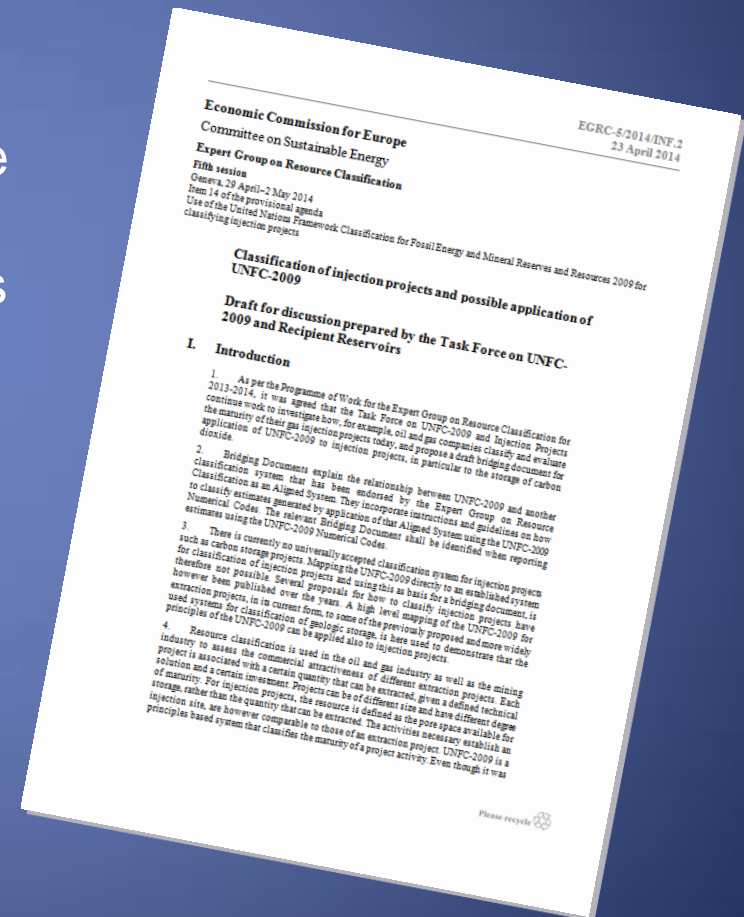 e
s
EGRC-5/2014/INF.2
23 April 2014
Economic Commission for Europe
Committee on Sustainable Energy
Expert Group on Resource Classification
Fifth session
Geneva, 29 April–2 May 2014
Item 14 of the provisional agenda
Use of the United Nations Framework Classification for Fossil Energy and Mineral Reserves and Resources 2009 for
classifying injection projects
Classification of injection projects and possible application of
UNFC-2009
Draft for discussion prepared by the Task Force on UNFC-
2009 and Recipient Reservoirs
I. Introduction
1. As per the Programme of Work for the Expert Group on Resource Classification for
2013-2014, it was agreed that the Task Force on UNFC-2009 and Injection Projects
continue work to investigate how, for example, oil and gas companies classify and evaluate
the maturity of their gas injection projects today, and propose a draft bridging document for
application of UNFC-2009 to injection projects, in particular to the storage of carbon
dioxide.
2. Bridging Documents explain the relationship between UNFC-2009 and another
classification system that has been endorsed by the Expert Group on Resource
Classification as an Aligned System. They incorporate instructions and guidelines on how
to classify estimates generated by application of that Aligned System using the UNFC-2009
Numerical Codes. The relevant Bridging Document shall be identified when reporting
estimates using the UNFC-2009 Numerical Codes.
3. There is currently no universally accepted classification system for injection projects
such as carbon storage projects. Mapping the UNFC-2009 directly to an established system
for classification of injection projects and using this as basis for a bridging document, is
therefore not possible. Several proposals for how to classify injection projects have
however been published over the years. A high level mapping of the UNFC-2009 for
extraction projects, in its current form, to some of the previously proposed and more widely
used systems for classification of geologic storage, is here used to demonstrate that the
principles of the UNFC-2009 can be applied also to injection projects.
4. Resource classification is used in the oil and gas industry as well as the mining
industry to assess the commercial attractiveness of different extraction projects. Each
project is associated with a certain quantity that can be extracted, given a defined technical
solution and a certain investment. Projects can be of different size and have different degree
of maturity. For injection projects, the resource is defined as the pore space available for
storage, rather than the quantity that can be extracted. The activities necessary establish an
injection site, are however comparable to those of an extraction project. UNFC-2009 is a
principles based system that classifies the maturity of a project activity. Even though it was
Please recycle